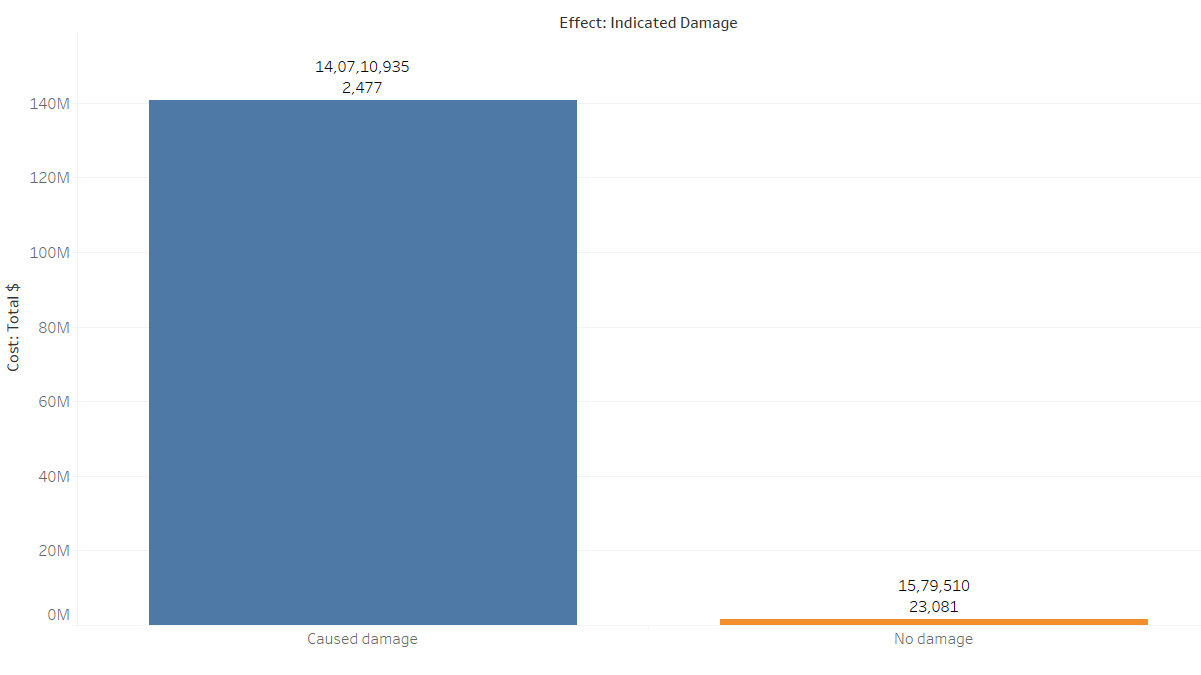 Effect: Indicated Damage
14,07,10,935
2,477
140M
120M
100M
80M
60M
40M
20M
0M
Cost: Total $
15,79,510
23,081
Caused damage
No damage